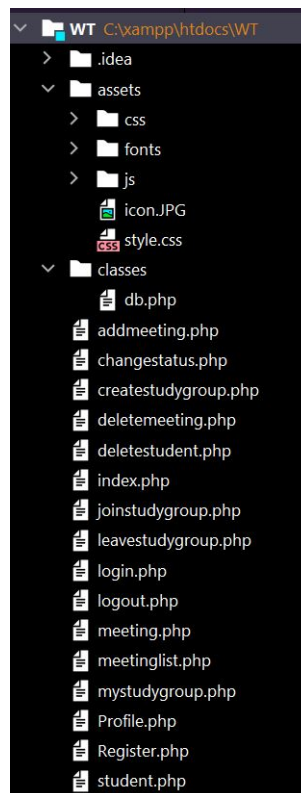 WT C:\xampp\htdocs\WT
.idea
assets
css
fonts
js
icon.JPG
CSS style.css
classes
db.php
addmeeting.php
changestatus.php
createstudygroup.php
deletemeeting.php
deletestudent.php
index.php
joinstudygroup.php
leavestudygroup.php
login.php
logout.php
meeting.php
meetinglist.php
mystudygroup.php
Profile.php
Register.php
student.php